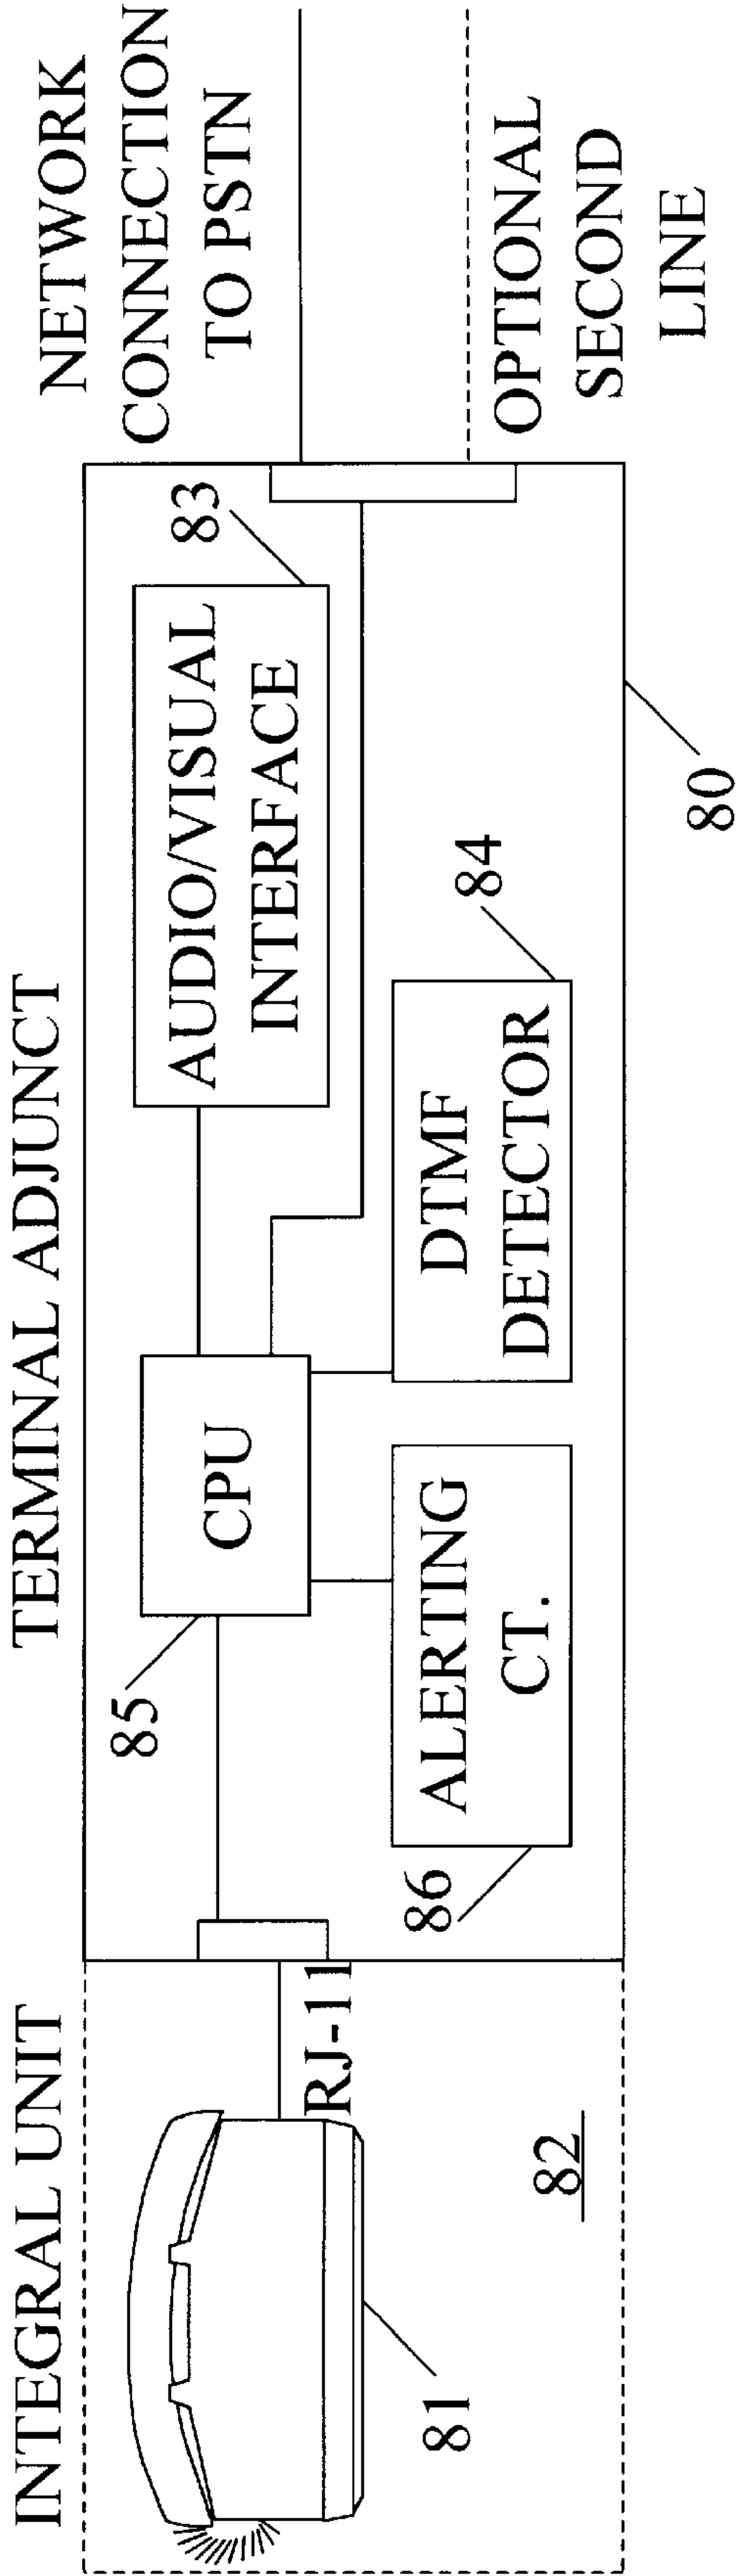 INTEGRAL UNIT
TERMINAL ADJUNCT
NETWORK
CONNECTION
TO PSTN
85
CPU
AUDIO/VISUAL
INTERFACE
83
RJ-11
81
82
86
ALERTING
CT.
DTMF
DETECTOR
84
80
OPTIONAL
SECOND
LINE